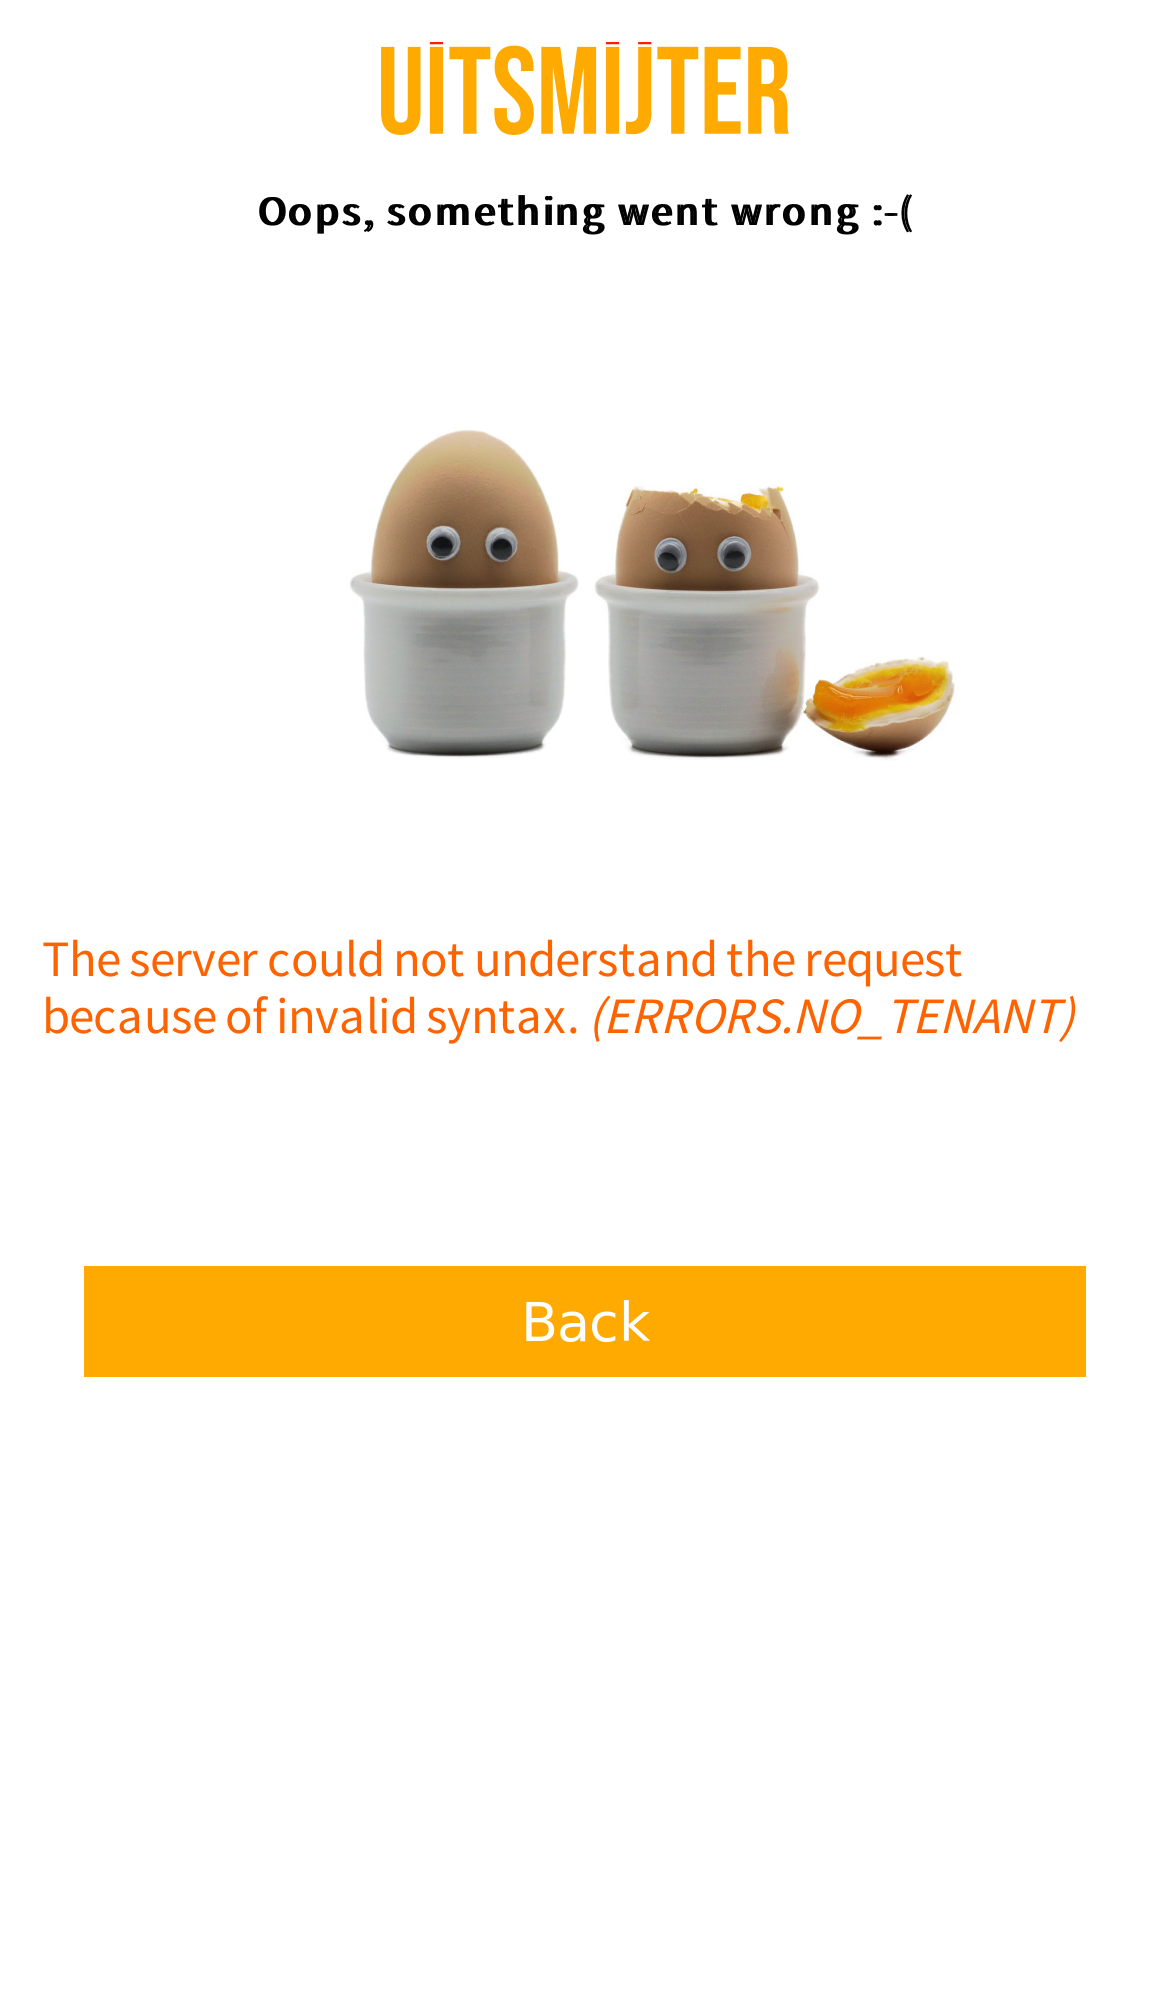 UITSMIJTER
Oops, something went wrong :-(
The server could not understand the request
because of invalid syntax. (ERRORS.NO_TENANT)
Back